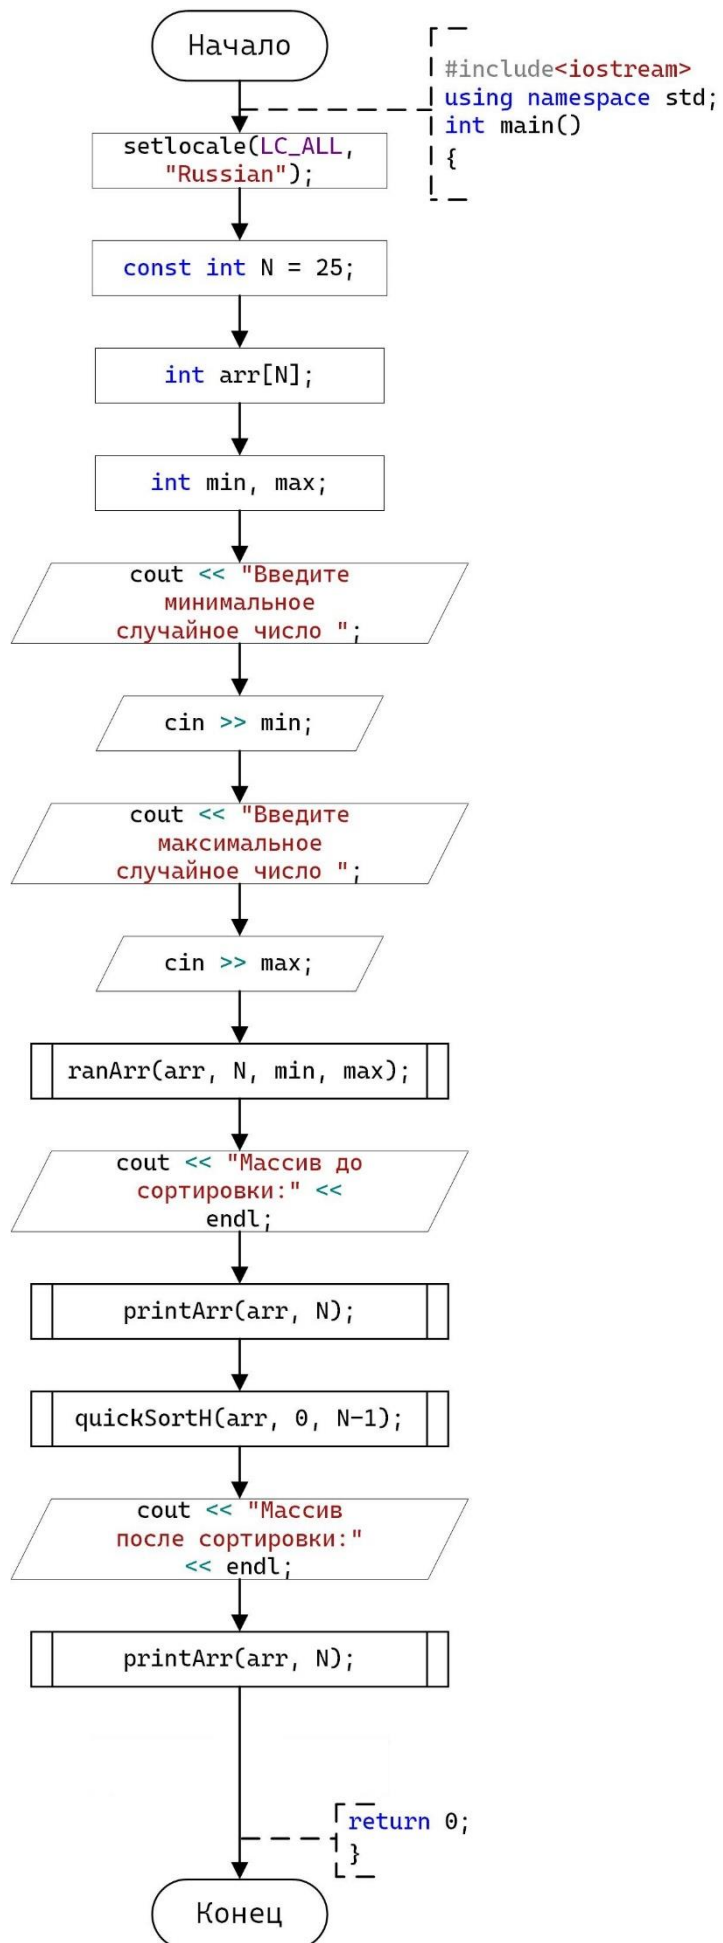 Начало
#include<iostream>
using namespace std;
int main()
{
setlocale(LC_ALL,
"Russian");
const int N = 25;
int arr[N];
int min, max;
cout << "Введите
минимальное
случайное число ";
cin >> min;
cout << "Введите
максимальное
случайное число ";
cin >> max;
ranArr(arr, N, min, max);
cout << "Массив до
сортировки:" <<
endl;
printArr(arr, N);
quickSortH(arr, 0, N-1);
cout << "Массив
после сортировки:"
<< endl;
printArr(arr, N);
return 0;
}
Конец